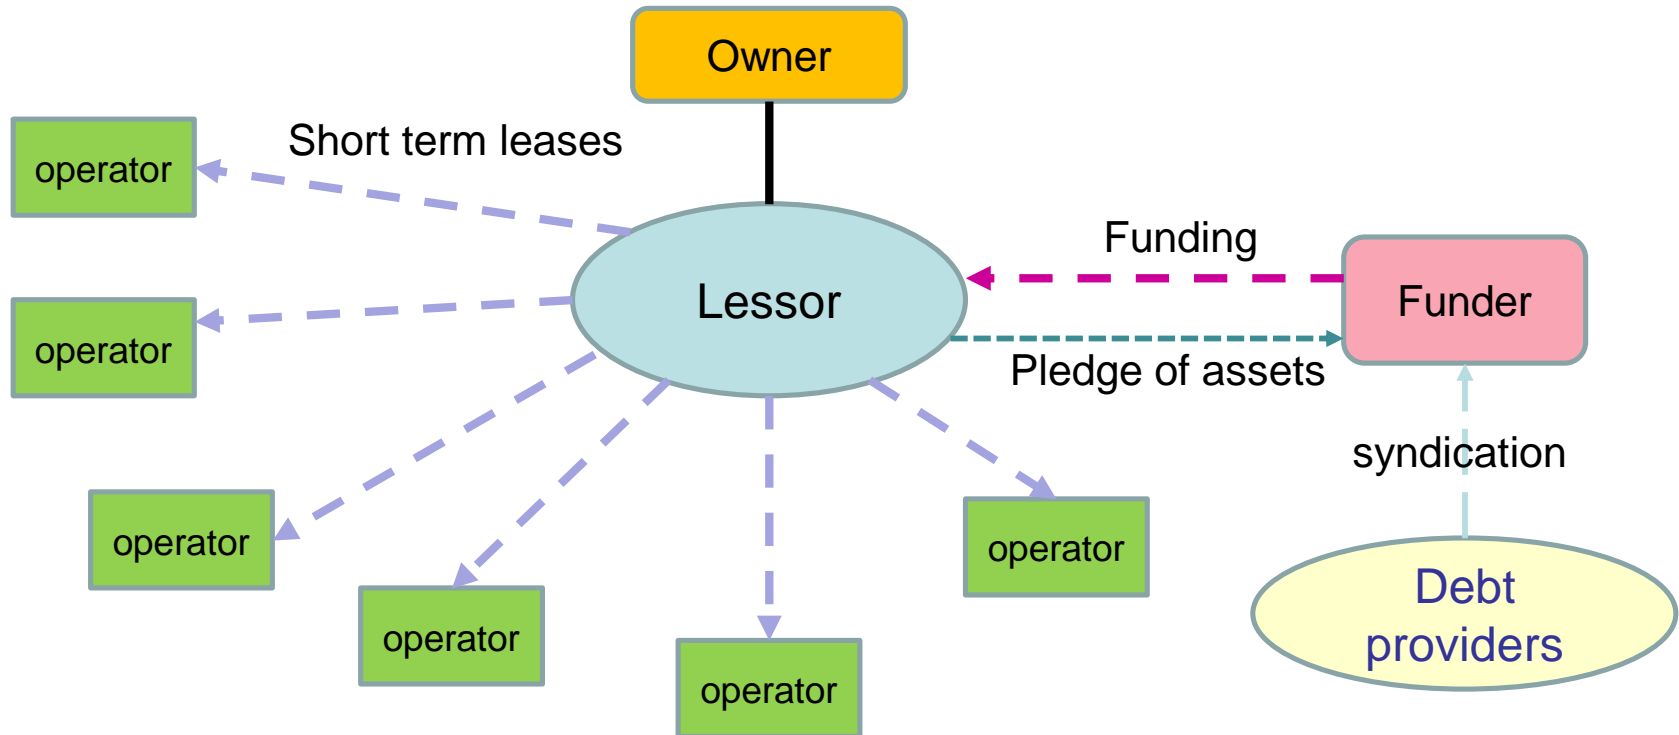 Owner
Short term leases
operator
Funding
Lessor
Funder
operator
Pledge of assets
syndication
operator
operator
Debt
providers
operator
operator